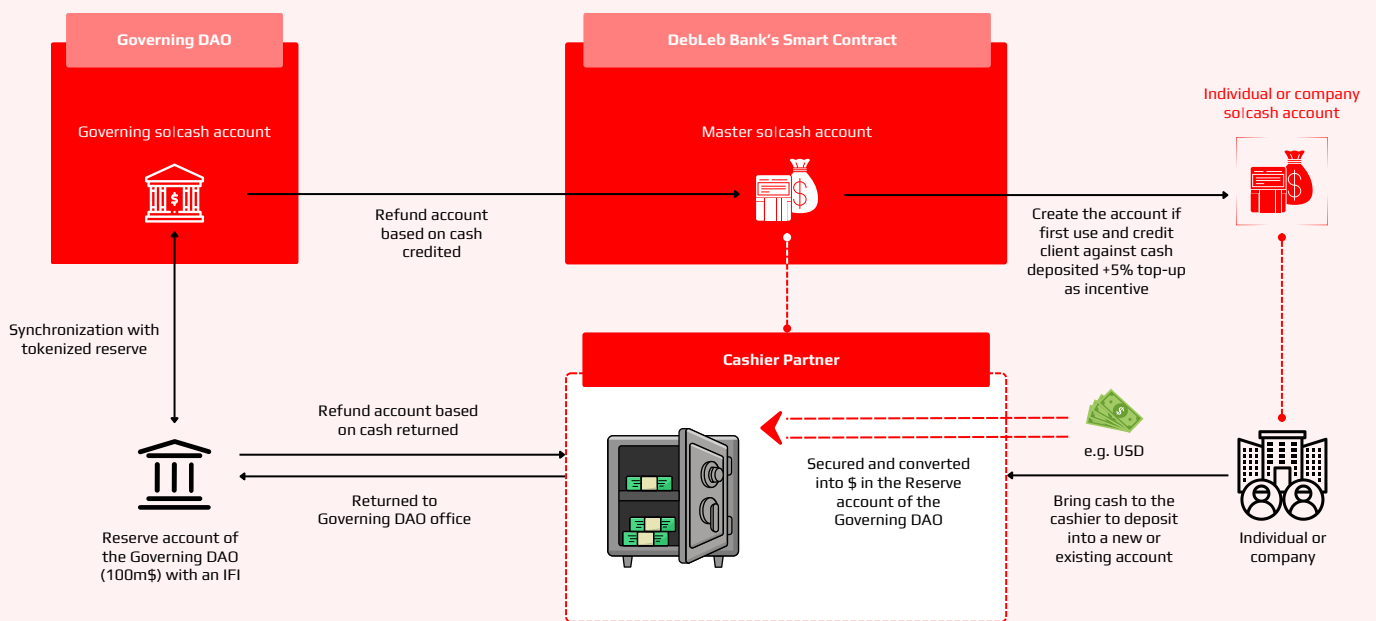 Governing DAO
DebLeb Bank's Smart Contract
Governing so|cash account
Master so|cash account
Individual or company
so|cash account
Refund account
based on cash
credited
Create the account if
first use and credit
client against cash
deposited +5% top-up
as incentive
Synchronization with
tokenized reserve
Cashier Partner
Refund account based
on cash returned
Returned to
Governing DAO office
Reserve account of
the Governing DAO
(100m$) with an IFI
Secured and converted
into $ in the Reserve
account of the
Governing DAO
e.g. USD
Bring cash to the
cashier to deposit
into a new or
existing account
Individual or
company